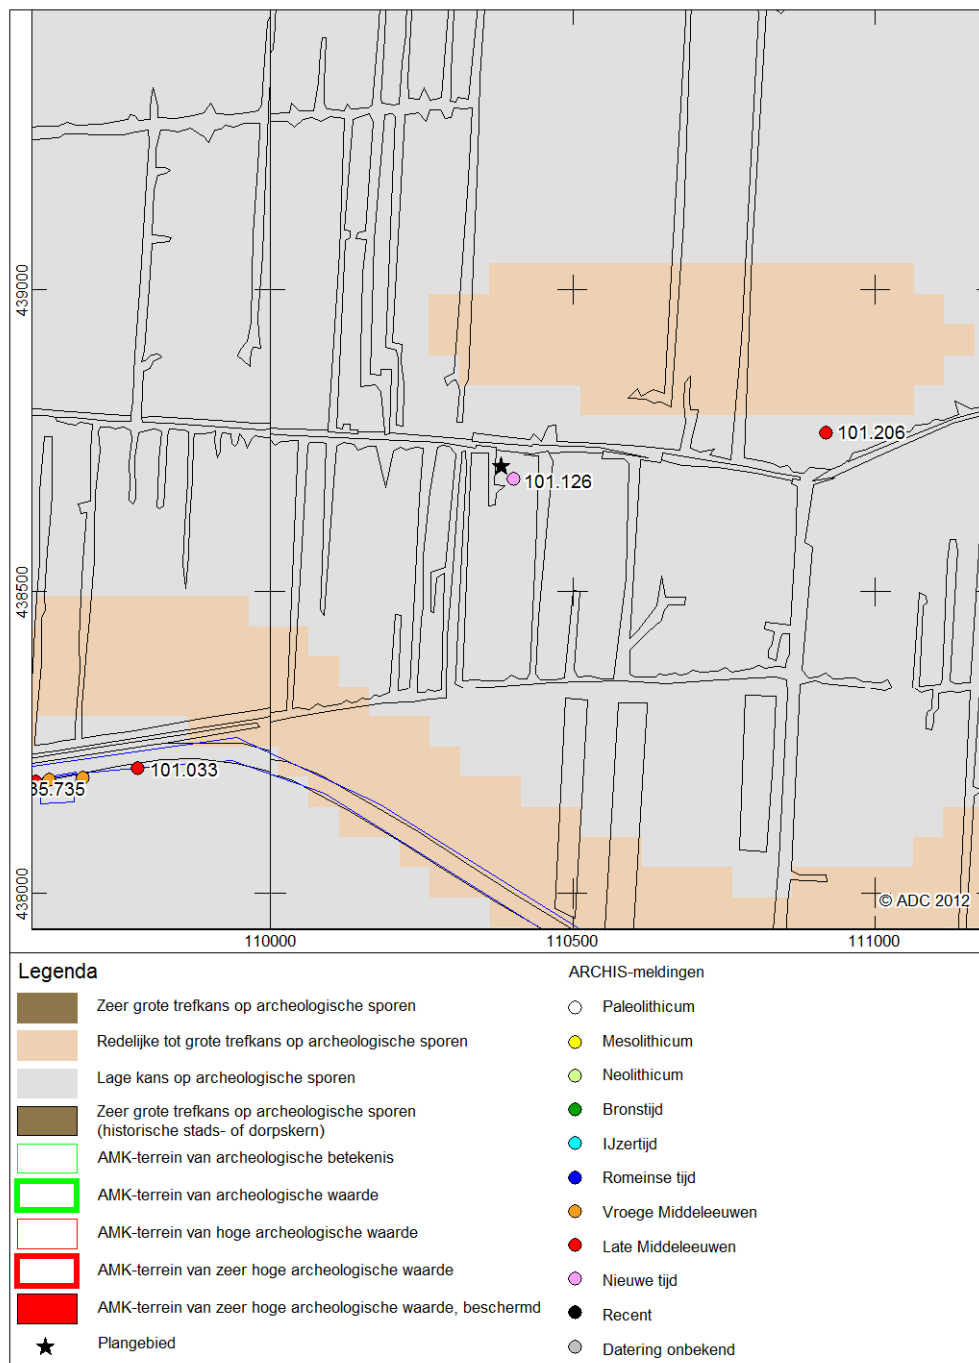 439000
101.206
101.126
438500
101.033
35.735
438000
© ADC 2012
110000
110500
111000
Legenda
Zeer grote trefkans op archeologische sporen
Redelijke tot grote trefkans op archeologische sporen
Lage kans op archeologische sporen
Zeer grote trefkans op archeologische sporen
(historische stads- of dorpskern)
AMK-terrein van archeologische betekenis
AMK-terrein van archeologische waarde
AMK-terrein van hoge archeologische waarde
AMK-terrein van zeer hoge archeologische waarde
AMK-terrein van zeer hoge archeologische waarde, beschermd
Plangebied
ARCHIS-meldingen
Paleolithicum
Mesolithicum
Neolithicum
Bronstijd
IJzertijd
Romeinse tijd
Vroege Middeleeuwen
Late Middeleeuwen
Nieuwe tijd
Recent
Datering onbekend